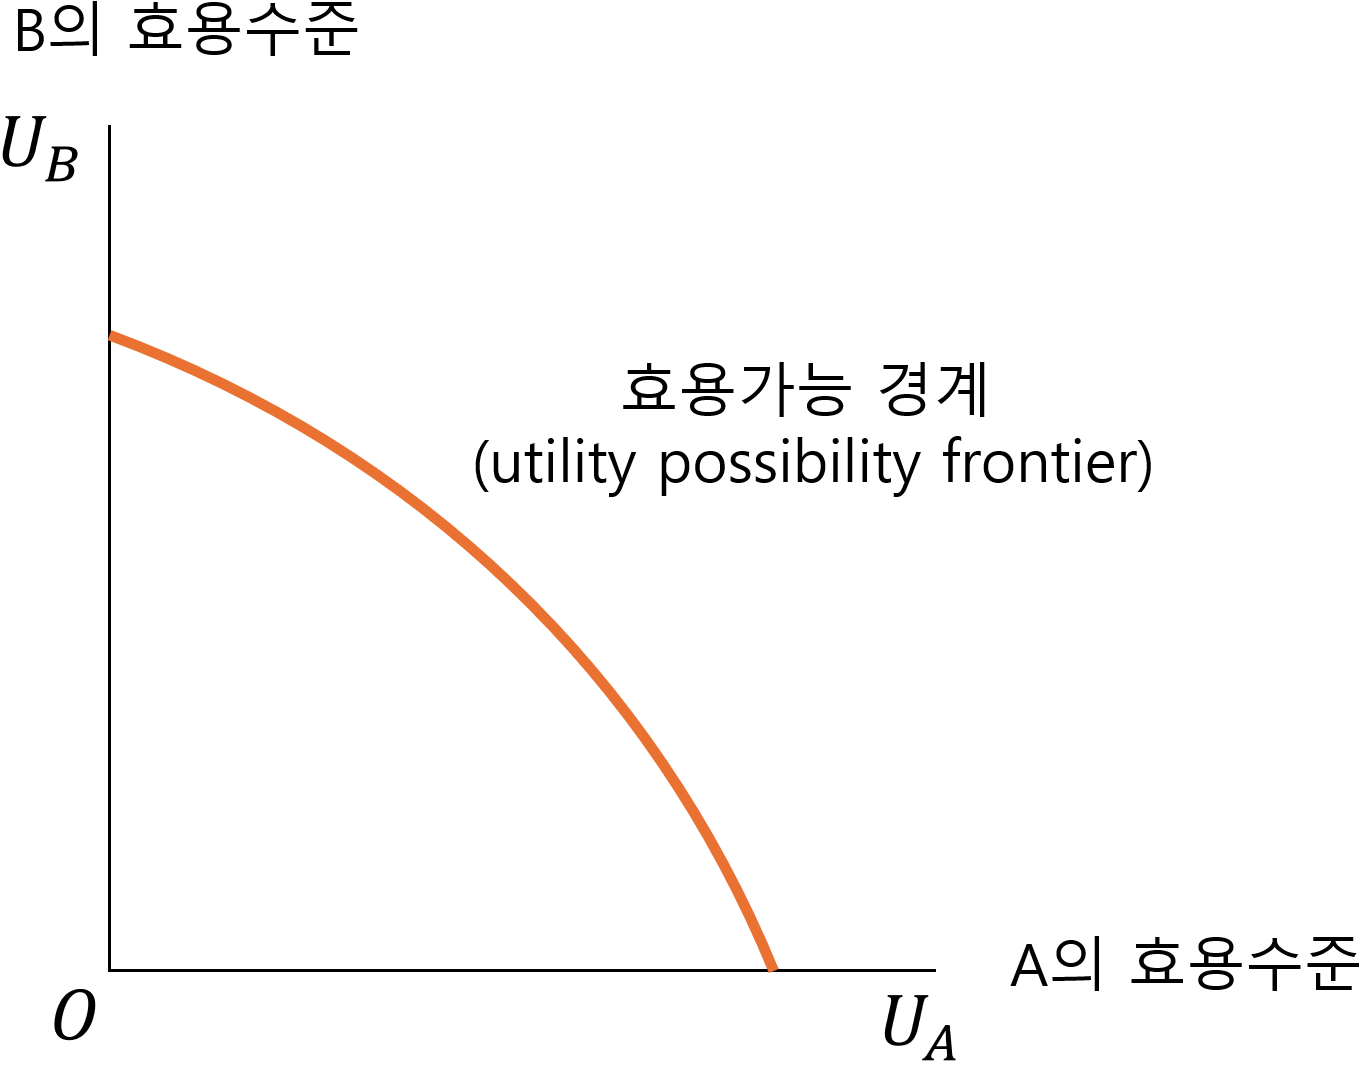 B의 효용수준
U_B
효용가능 경계
(utility possibility frontier)
A의 효용수준
O
U_A